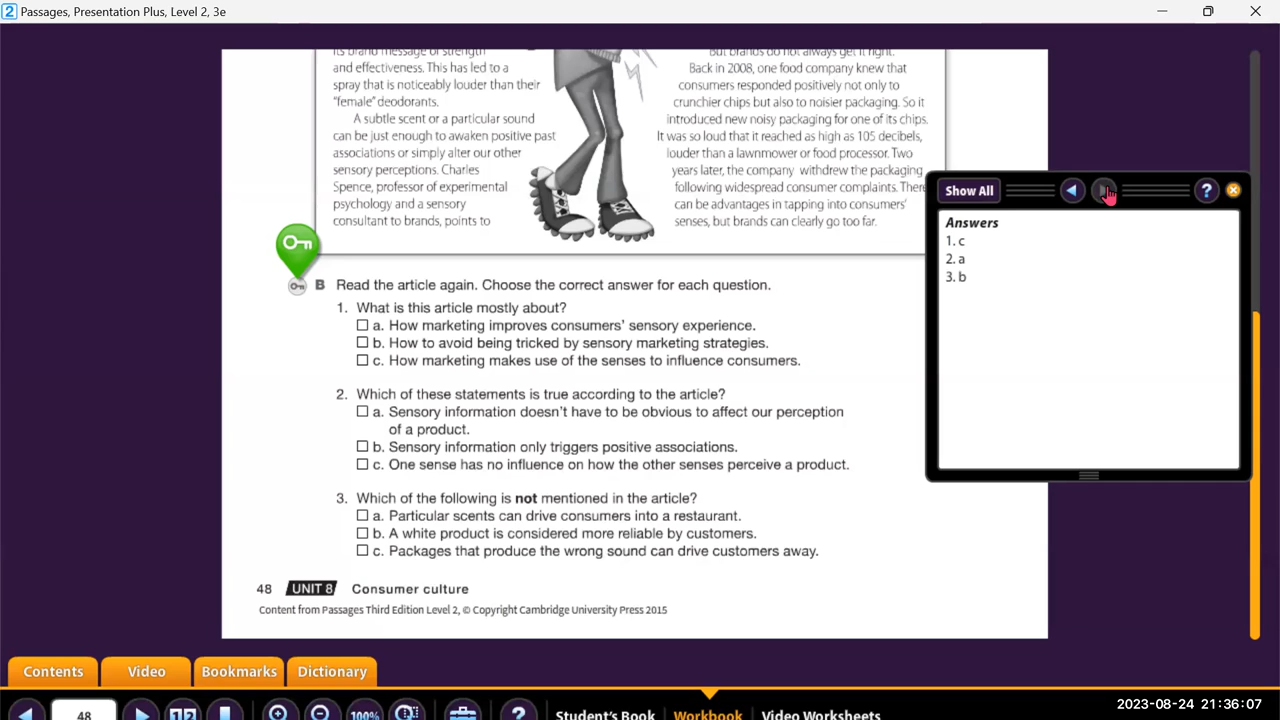 2 Passages, Presentation Plus, Level 2, 3e
its brand message of strength
and effectiveness. This has led to a
spray that is noticeably louder than their
"female" deodorants.
A subtle scent or a particular sound
can be just enough to awaken positive past
associations or simply alter our other
sensory perceptions. Charles
Spence, professor of experimental
psychology and a sensory
consultant to brands, points to
But brands do not always get it right.
Back in 2008, one food company knew that
consumers responded positively not only to
crunchier chips but also to noisier packaging. So it
introduced new noisy packaging for one of its chips.
It was so loud that it reached as high as 105 decibels,
louder than a lawnmower or food processor. Two
years later, the company withdrew the packaging
following widespread consumer complaints. There
can be advantages in tapping into consumers'
senses, but brands can clearly go too far.
Show All
?
Answers
1. c
2. a
3. b
B Read the article again. Choose the correct answer for each question.
1. What is this article mostly about?
a. How marketing improves consumers' sensory experience.
b. How to avoid being tricked by sensory marketing strategies.
c. How marketing makes use of the senses to influence consumers.
2. Which of these statements is true according to the article?
a. Sensory information doesn't have to be obvious to affect our perception
of a product.
b. Sensory information only triggers positive associations.
c. One sense has no influence on how the other senses perceive a product.
3. Which of the following is not mentioned in the article?
a. Particular scents can drive consumers into a restaurant.
b. A white product is considered more reliable by customers.
c. Packages that produce the wrong sound can drive customers away.
48 UNIT 8 Consumer culture
Content from Passages Third Edition Level 2, © Copyright Cambridge University Press 2015
Contents Video Bookmarks Dictionary
48 1 2 100% ? Student's Book Workbook Video Worksheets
2023-08-24 21:36:07